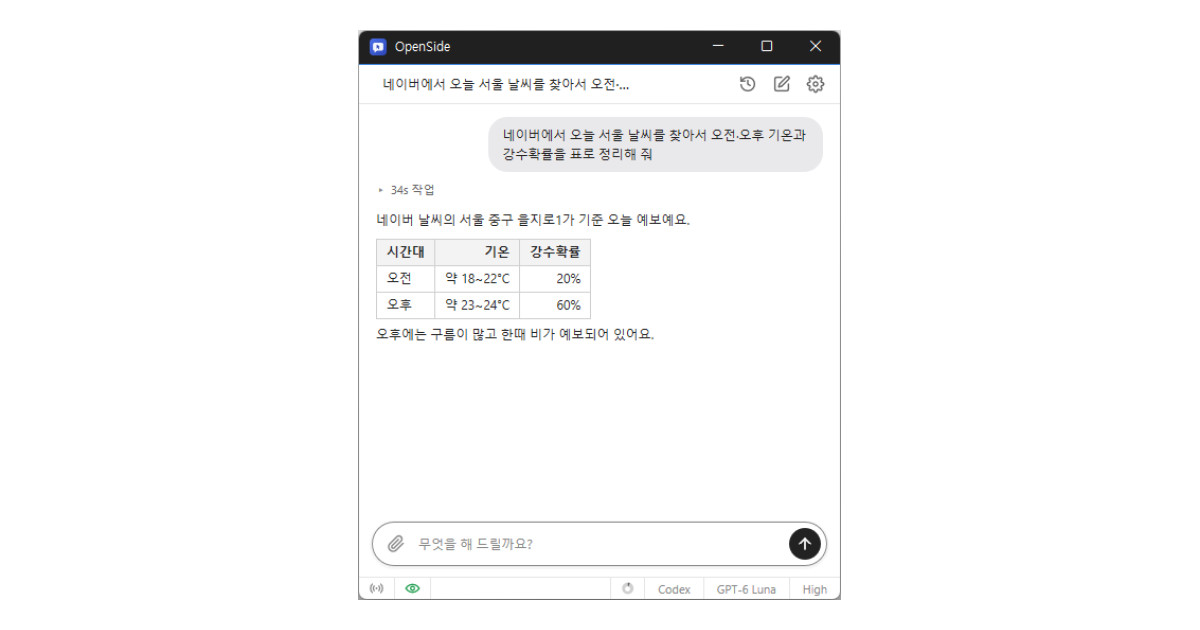 OpenSide
네이버에서 오늘 서울 날씨를 찾아서 오전·...
네이버에서 오늘 서울 날씨를 찾아서 오전·오후 기온과
강수확률을 표로 정리해 줘
34s 작업
네이버 날씨의 서울 중구 을지로1가 기준 오늘 예보예요.
시간대 기온 강수확률
오전 약 18~22°C 20%
오후 약 23~24°C 60%
오후에는 구름이 많고 한때 비가 예보되어 있어요.
무엇을 해 드릴까요?
Codex GPT-6 Luna High